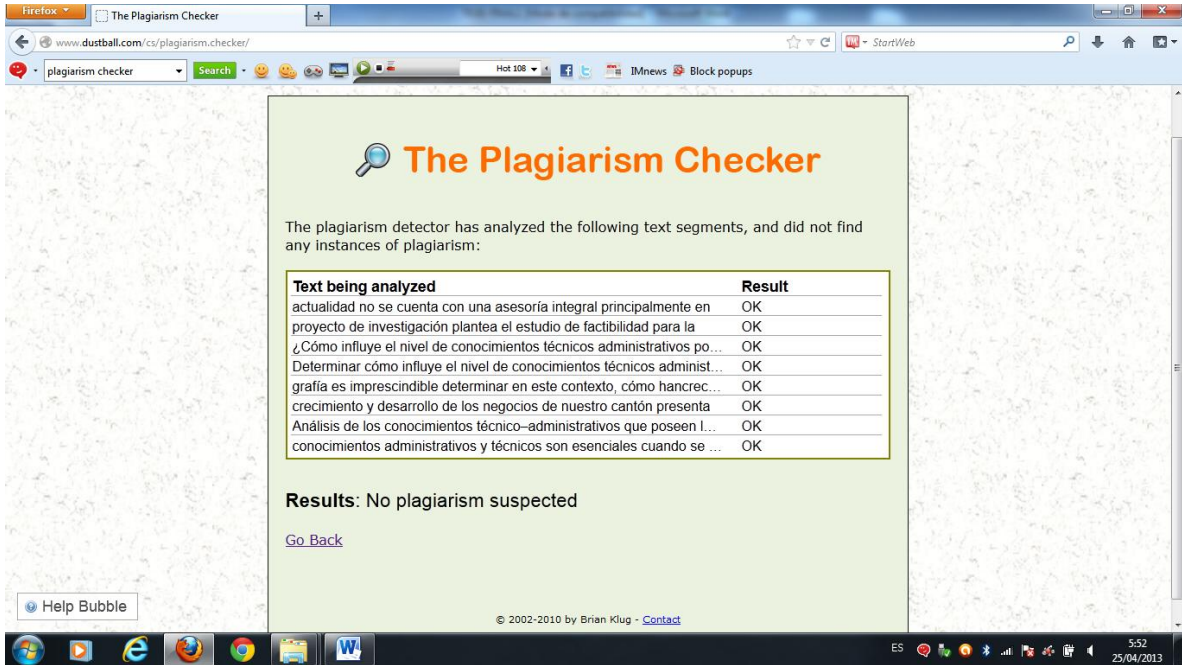 Firefox
The Plagiarism Checker
www.dustball.com/cs/plagiarism.checker/
StartWeb
plagiarism checker
Search
Hot 108
IMnews
Block popups
The Plagiarism Checker
The plagiarism detector has analyzed the following text segments, and did not find
any instances of plagiarism:
Text being analyzed Result
actualidad no se cuenta con una asesoría integral principalmente en OK
proyecto de investigación plantea el estudio de factibilidad para la OK
¿Cómo influye el nivel de conocimientos técnicos administrativos po... OK
Determinar cómo influye el nivel de conocimientos técnicos administ... OK
grafía es imprescindible determinar en este contexto, cómo hancrec... OK
crecimiento y desarrollo de los negocios de nuestro cantón presenta OK
Análisis de los conocimientos técnico–administrativos que poseen l... OK
conocimientos administrativos y técnicos son esenciales cuando se ... OK
Results: No plagiarism suspected
Go Back
Help Bubble
© 2002-2010 by Brian Klug - Contact
ES
5:52
25/04/2013